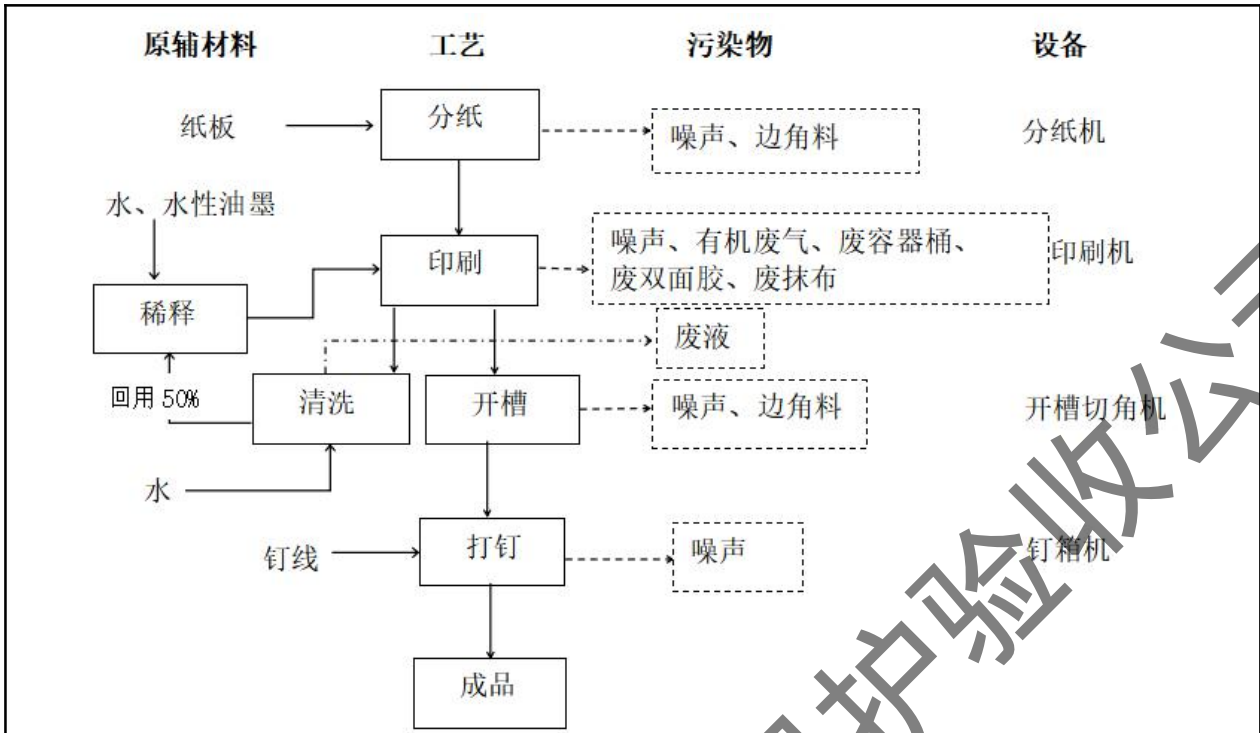 原辅材料 工艺 污染物 设备
纸板 分纸 噪声、边角料 分纸机
水、水性油墨
印刷 噪声、有机废气、废容器桶、
废双面胶、废抹布 印刷机
稀释
废液
回用 50% 清洗 开槽 噪声、边角料 开槽切角机
水
钉线 打钉 噪声 钉箱机
成品
护验收公